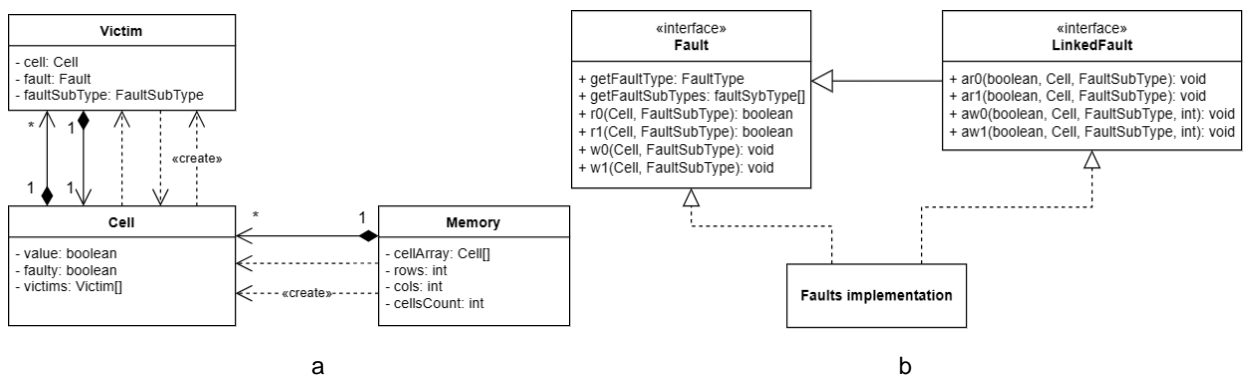 Victim
- cell: Cell
- fault: Fault
- faultSubType: FaultSubType
* 1
«create»
1 1
Cell
- value: boolean
- faulty: boolean
- victims: Victim[]
* 1
«create»
Memory
- cellArray: Cell[]
- rows: int
- cols: int
- cellsCount: int
a
«interface»
Fault
+ getFaultType: FaultType
+ getFaultSubTypes: faultSybType[]
+ r0(Cell, FaultSubType): boolean
+ r1(Cell, FaultSubType): boolean
+ w0(Cell, FaultSubType): void
+ w1(Cell, FaultSubType): void
«interface»
LinkedFault
+ ar0(boolean, Cell, FaultSubType): void
+ ar1(boolean, Cell, FaultSubType): void
+ aw0(boolean, Cell, FaultSubType, int): void
+ aw1(boolean, Cell, FaultSubType, int): void
Faults implementation
b